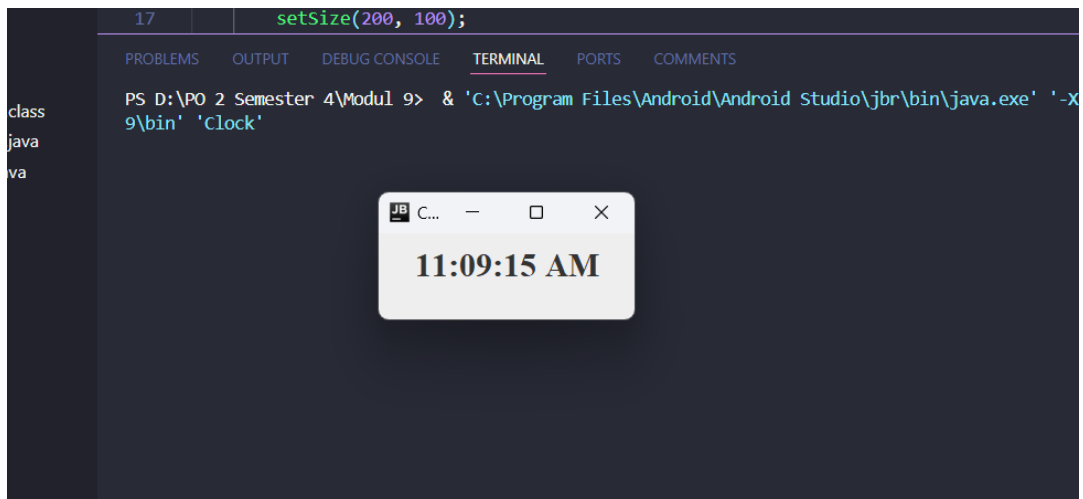 17 setSize(200, 100);
PROBLEMS OUTPUT DEBUG CONSOLE TERMINAL PORTS COMMENTS
class
java
va
PS D:\PO 2 Semester 4\Modul 9> & 'C:\Program Files\Android\Android Studio\jbr\bin\java.exe' '-X
9\bin' 'Clock'
JB C...
11:09:15 AM